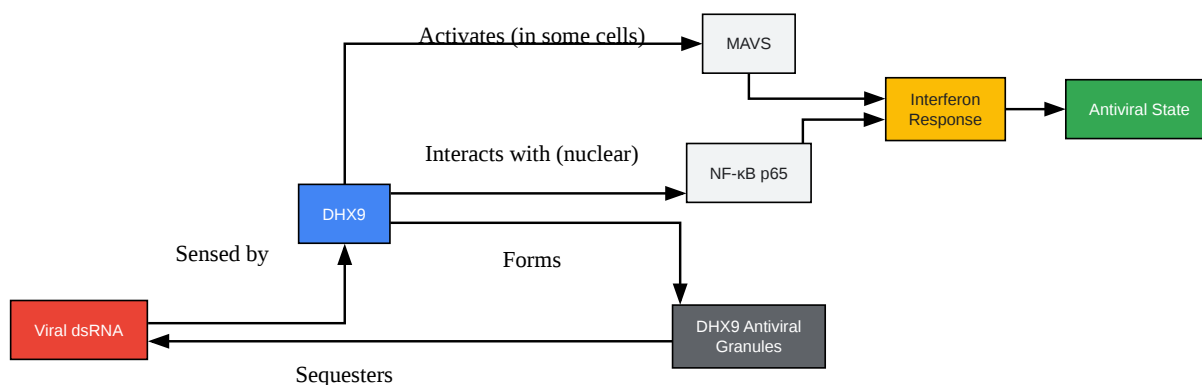 Activates (in some cells)
MAVS
Interferon
Response
Antiviral State
Interacts with (nuclear)
NF-κB p65
DHX9
Sensed by
Forms
Viral dsRNA
DHX9 Antiviral
Granules
Sequesters